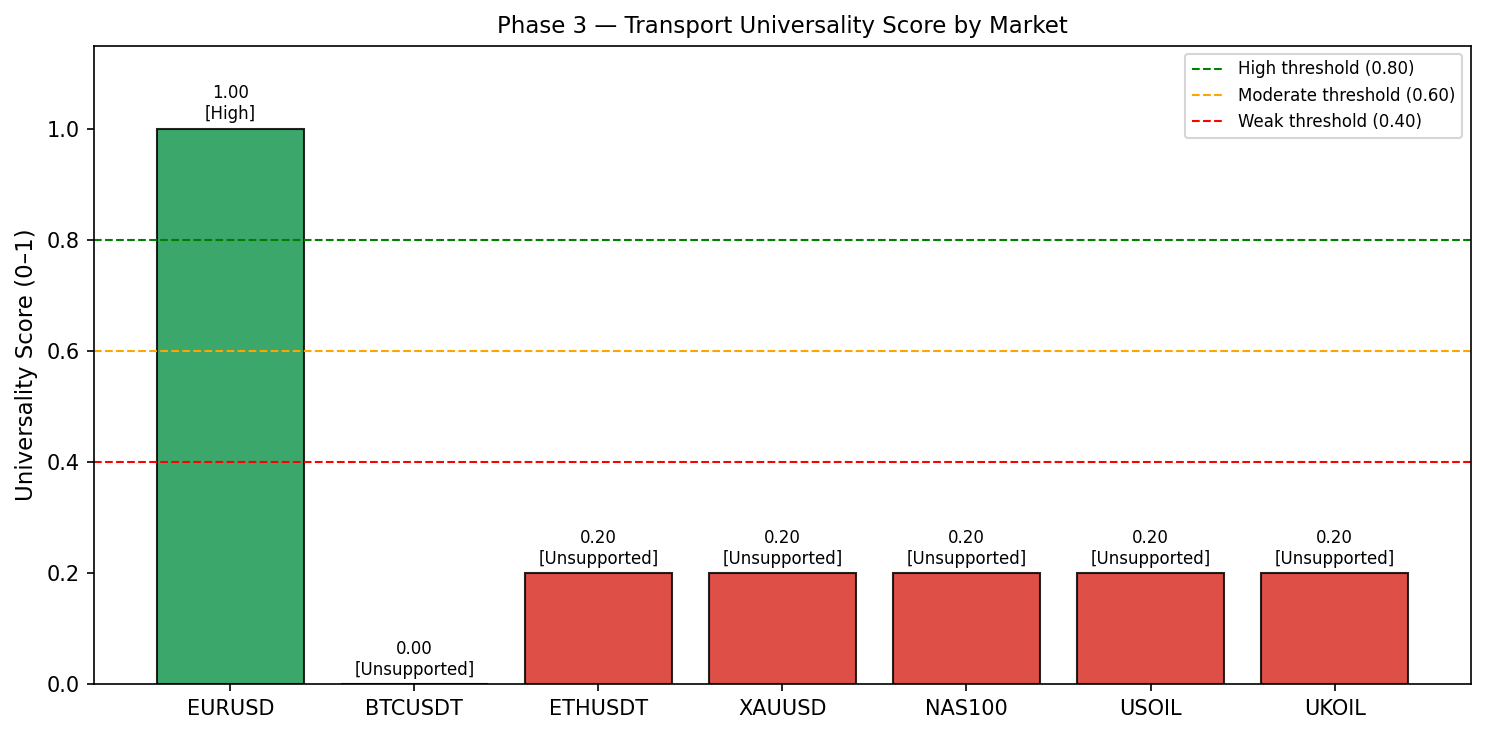 Phase 3 — Transport Universality Score by Market
High threshold (0.80)
Moderate threshold (0.60)
Weak threshold (0.40)
Universality Score (0–1)
1.0
0.8
0.6
0.4
0.2
0.0
1.00
[High]
0.00
[Unsupported]
0.20
[Unsupported]
0.20
[Unsupported]
0.20
[Unsupported]
0.20
[Unsupported]
0.20
[Unsupported]
EURUSD
BTCUSDT
ETHUSDT
XAUUSD
NAS100
USOIL
UKOIL